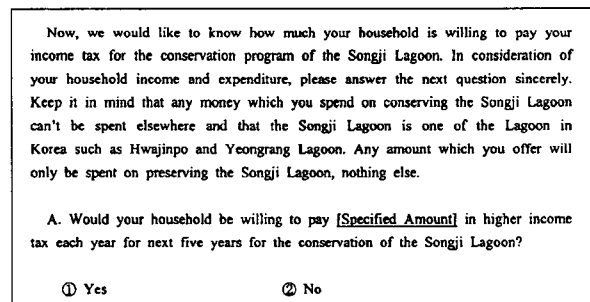 Now, we would like to know how much your household is willing to pay your
income tax for the conservation program of the Songji Lagoon. In consideration of
your household income and expenditure, please answer the next question sincerely.
Keep it in mind that any money which you spend on conserving the Songji Lagoon
can't be spent elsewhere and that the Songji Lagoon is one of the Lagoon in
Korea such as Hwajinpo and Yeongrang Lagoon. Any amount which you offer will
only be spent on preserving the Songji Lagoon, nothing else.
A. Would your household be willing to pay [Specified Amount] in higher income
tax each year for next five years for the conservation of the Songji Lagoon?
① Yes ② No